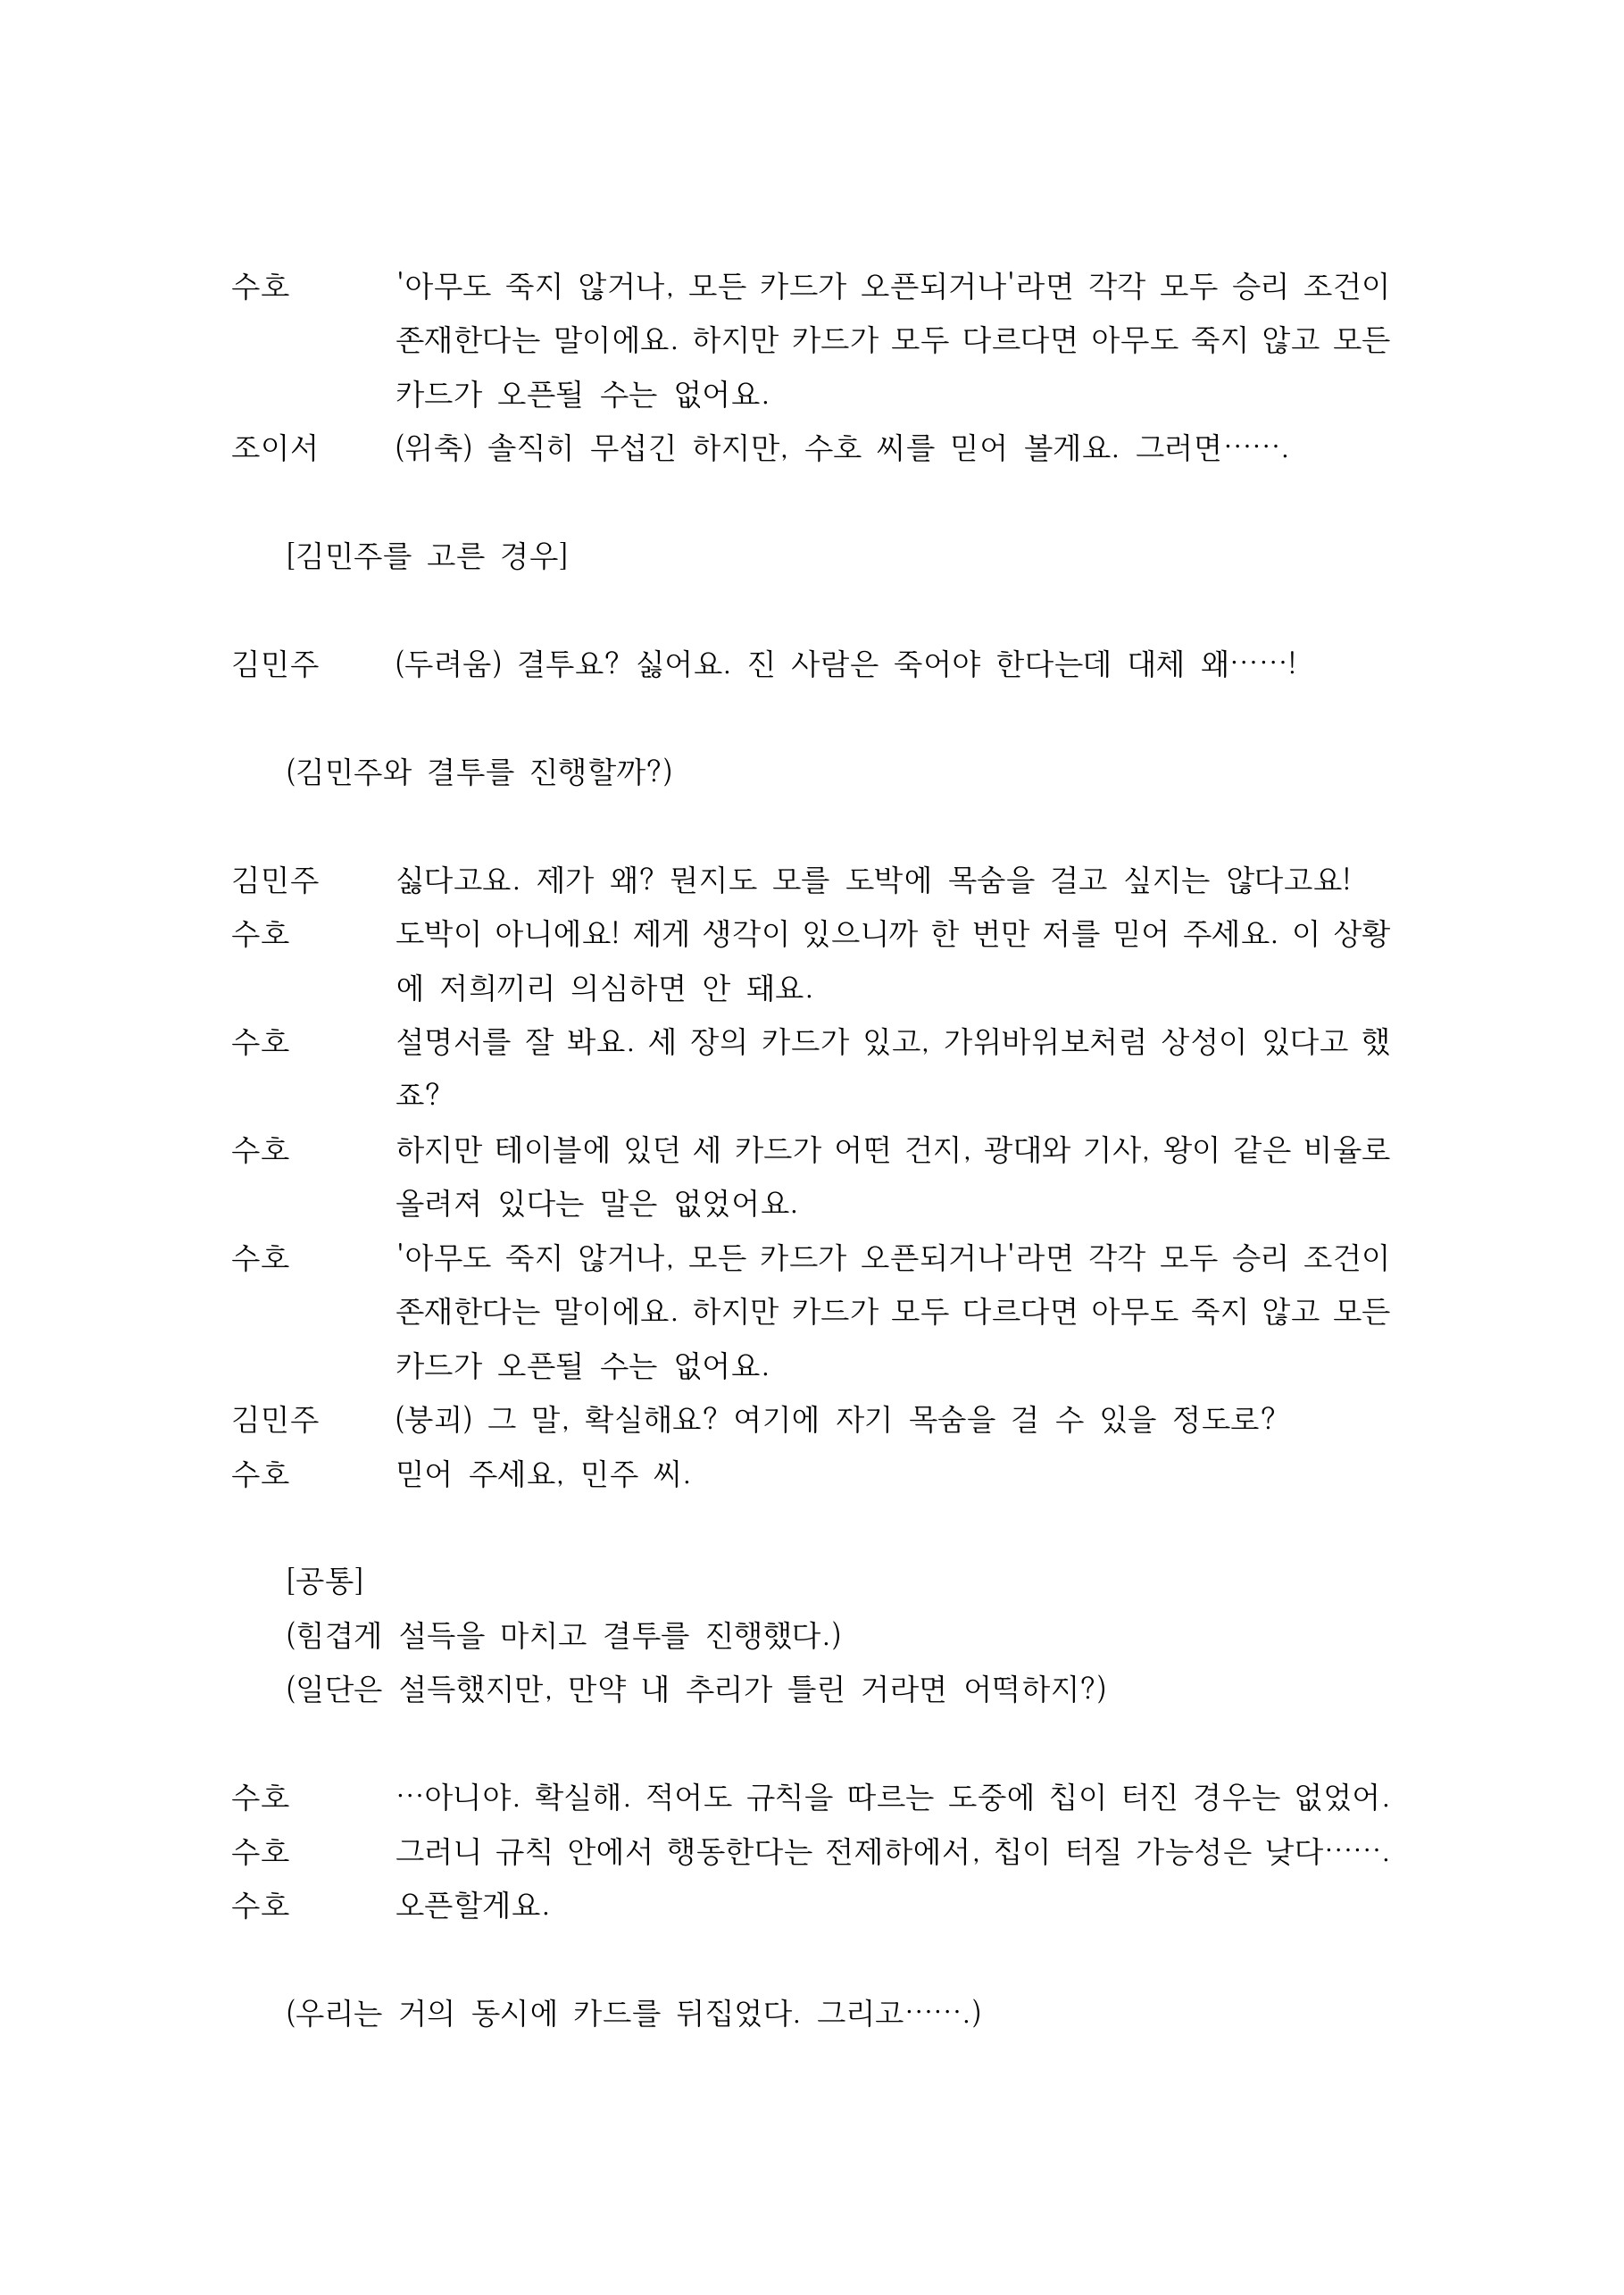 수호 '아무도 죽지 않거나, 모든 카드가 오픈되거나'라면 각각 모두 승리 조건이
존재한다는 말이에요. 하지만 카드가 모두 다르다면 아무도 죽지 않고 모든
카드가 오픈될 수는 없어요.
조이서 (위축) 솔직히 무섭긴 하지만, 수호 씨를 믿어 볼게요. 그러면…….
[김민주를 고른 경우]
김민주 (두려움) 결투요? 싫어요. 진 사람은 죽어야 한다는데 대체 왜……!
(김민주와 결투를 진행할까?)
김민주 싫다고요. 제가 왜? 뭔지도 모를 도박에 목숨을 걸고 싶지는 않다고요!
수호 도박이 아니에요! 제게 생각이 있으니까 한 번만 저를 믿어 주세요. 이 상황
에 저희끼리 의심하면 안 돼요.
수호 설명서를 잘 봐요. 세 장의 카드가 있고, 가위바위보처럼 상성이 있다고 했
죠?
수호 하지만 테이블에 있던 세 카드가 어떤 건지, 광대와 기사, 왕이 같은 비율로
올려져 있다는 말은 없었어요.
수호 '아무도 죽지 않거나, 모든 카드가 오픈되거나'라면 각각 모두 승리 조건이
존재한다는 말이에요. 하지만 카드가 모두 다르다면 아무도 죽지 않고 모든
카드가 오픈될 수는 없어요.
김민주 (붕괴) 그 말, 확실해요? 여기에 자기 목숨을 걸 수 있을 정도로?
수호 믿어 주세요, 민주 씨.
[공통]
(힘겹게 설득을 마치고 결투를 진행했다.)
(일단은 설득했지만, 만약 내 추리가 틀린 거라면 어떡하지?)
수호 …아니야. 확실해. 적어도 규칙을 따르는 도중에 칩이 터진 경우는 없었어.
수호 그러니 규칙 안에서 행동한다는 전제하에서, 칩이 터질 가능성은 낮다…….
수호 오픈할게요.
(우리는 거의 동시에 카드를 뒤집었다. 그리고…….)